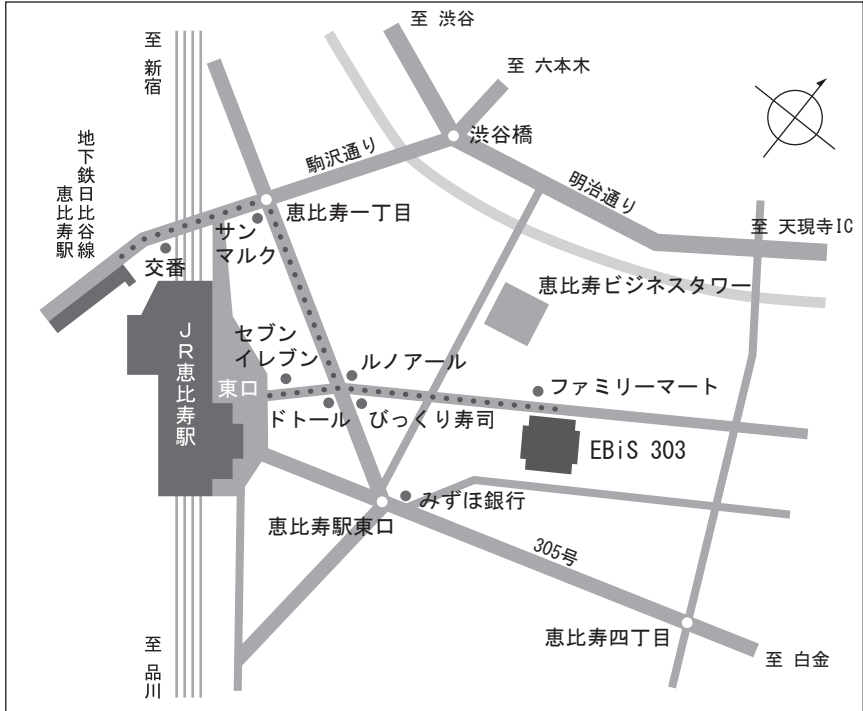 至 渋谷
至 六本木
至 新宿
渋谷橋
駒沢通り
明治通り
地下鉄日比谷線
恵比寿駅
恵比寿一丁目
至 天現寺IC
サン
マルク
交番
恵比寿ビジネスタワー
JR恵比寿駅
セブン
イレブン
ルノアール
東口
ファミリーマート
ドトール
びっくり寿司
EBiS 303
みずほ銀行
恵比寿駅東口
305号
恵比寿四丁目
至 白金
至 品川